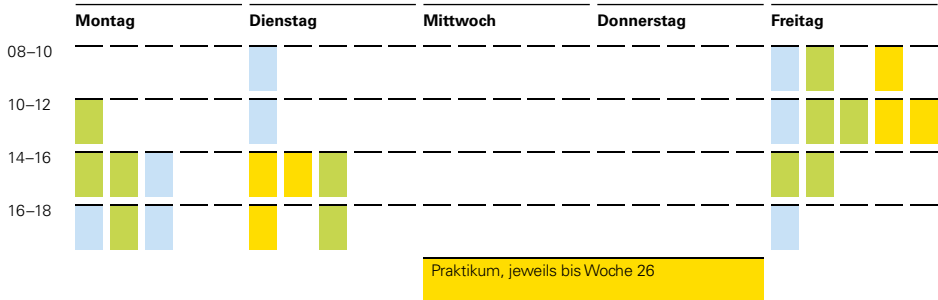 Montag Dienstag Mittwoch Donnerstag Freitag
08–10
10–12
14–16
16–18
Praktikum, jeweils bis Woche 26